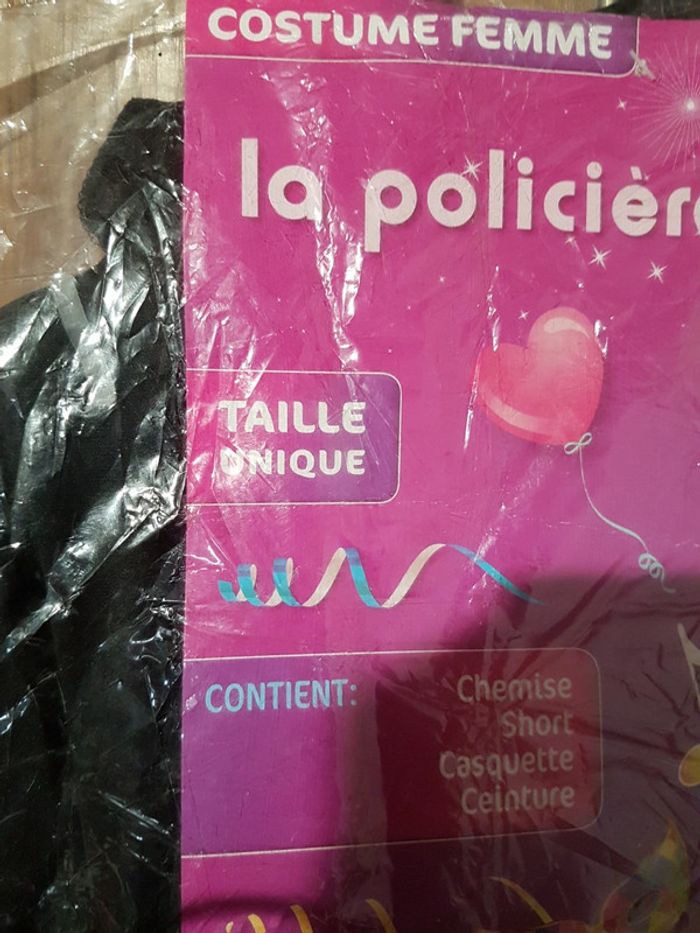 COSTUME FEMME
la policièr
TAILLE
UNIQUE
CONTIENT:
Chemise
Short
Casquette
Ceinture